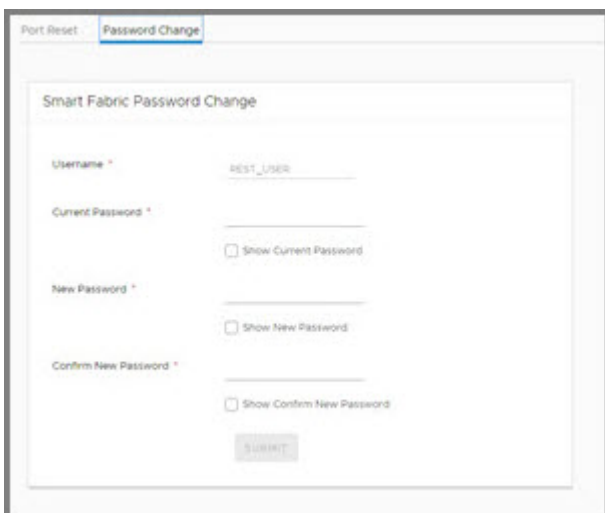 Port Reset Password Change
Smart Fabric Password Change
Username *
REST_USER
Current Password *
Show Current Password
New Password *
Show New Password
Confirm New Password *
Show Confirm New Password
SUBMIT